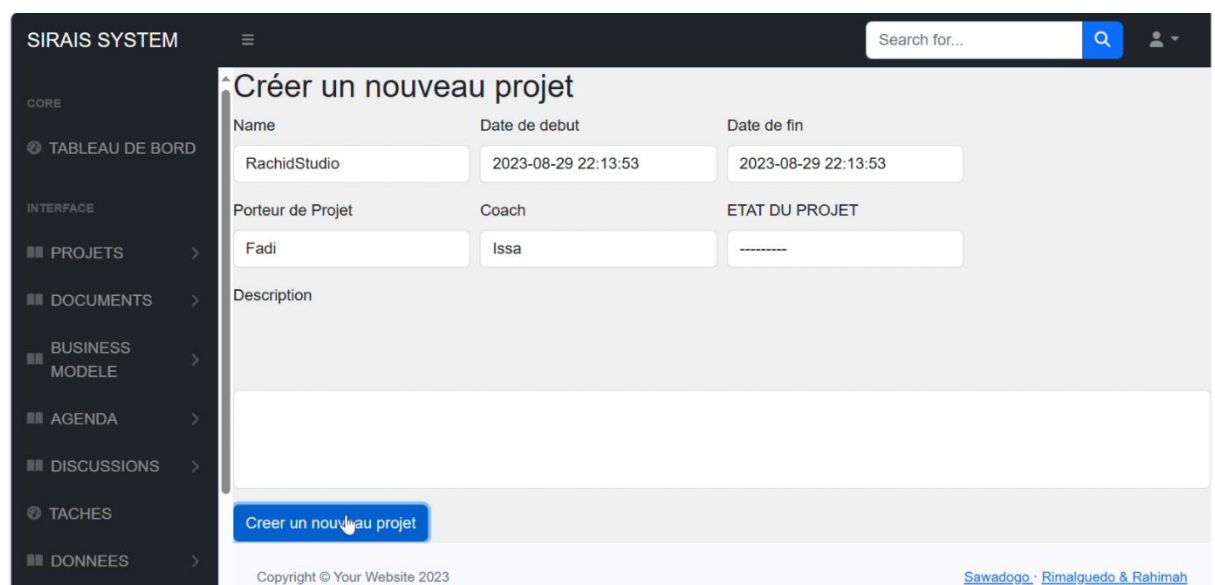 SIRAIS SYSTEM
Search for...
CORE
TABLEAU DE BORD
INTERFACE
PROJETS
DOCUMENTS
BUSINESS
MODELE
AGENDA
DISCUSSIONS
TACHES
DONNEES
Créer un nouveau projet
Name Date de debut Date de fin
RachidStudio 2023-08-29 22:13:53 2023-08-29 22:13:53
Porteur de Projet Coach ETAT DU PROJET
Fadi Issa ---------
Description
Creer un nouveau projet
Copyright © Your Website 2023 Sawadogo · Rimalguedo & Rahimah